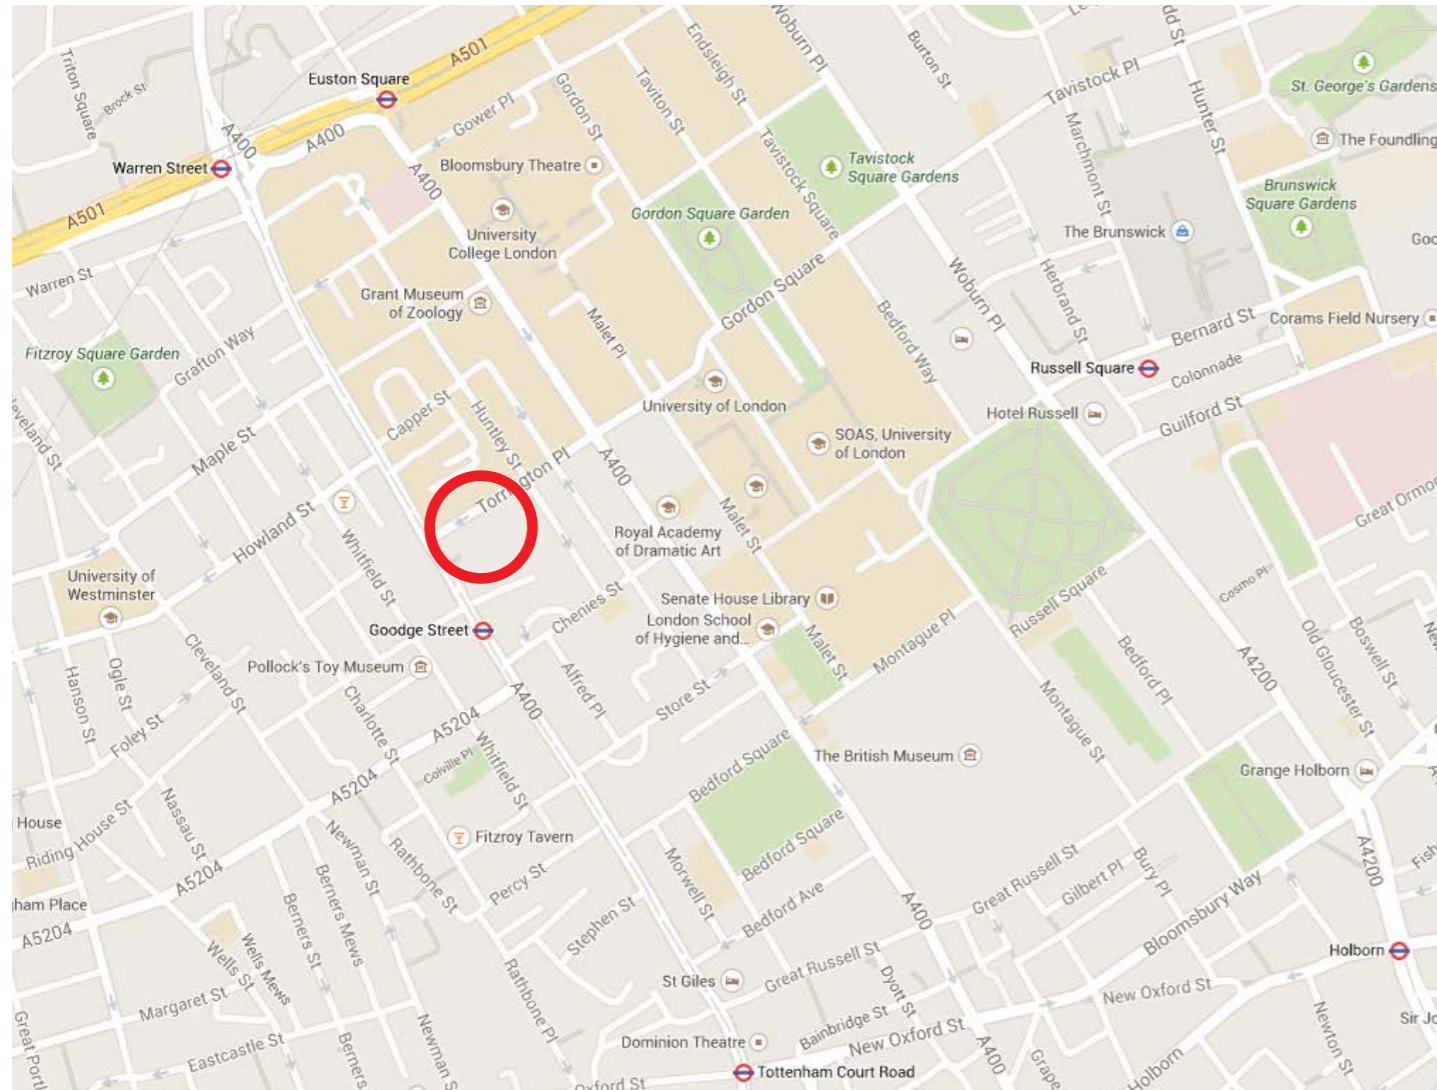 Triton Square
Brock St
A400
Euston Square
A501
Gower Pl
Gordon St
Taviton St
Endsleigh St
Woburn Pl
Burton St
Tavistock Pl
Hunter St
St. George's Gardens
Warren Street
A400
A400
A501
Bloomsbury Theatre
Tavistock Square
Tavistock
Square Gardens
Marchmont St
The Foundling
Brunswick
Square Gardens
University
College London
Gordon Square Garden
The Brunswick
Goo
Warren St
Grant Museum
of Zoology
Malet Pl
Gordon Square
Bedford Way
Woburn Pl
Herbrand St
Bernard St
Corams Field Nursery
Fitzroy Square Garden
Grafton Way
Russell Square
Colonnade
Cleveland St
Maple St
Capper St
Huntley St
University of London
Hotel Russell
Guilford St
SOAS, University
of London
Torrington Pl
A400
Howland St
Whitfield St
Royal Academy
of Dramatic Art
Malet St
Great Ormo
University of
Westminster
Senate House Library
London School
of Hygiene and...
Chenies St
Russell Square
Cosmo Pl
Goodge Street
Malet St
Montague Pl
Bedford Pl
A4200
Old Gloucester St
Boswell St
Hanson St
Ogle St
Cleveland St
Pollock's Toy Museum
Alfred Pl
Store St
Montague St
Foley St
Charlotte St
A5204
A400
Whitfield St
Colville Pl
Bedford Square
The British Museum
Grange Holborn
House
Riding House St
Nassau St
A5204
Newman St
Rathbone St
Fitzroy Tavern
Percy St
Morwell St
Bedford Square
Bedford Ave
A400
Great Russell St
Gilbert Pl
Bury Pl
Bloomsbury Way
A4200
Fish
ham Place
A5204
A5204
Berners St
Berners Mews
Stephen St
Wells St
Wells Mews
Rathbone Pl
St Giles
Great Russell St
Dyott St
New Oxford St
Holborn
Margaret St
Great Port
Eastcastle St
Berners
Newman S
Dominion Theatre
Bainbridge St
New Oxford St
A400
Grape
Holborn
Newton St
Sir Jo
Oxford St
Tottenham Court Road